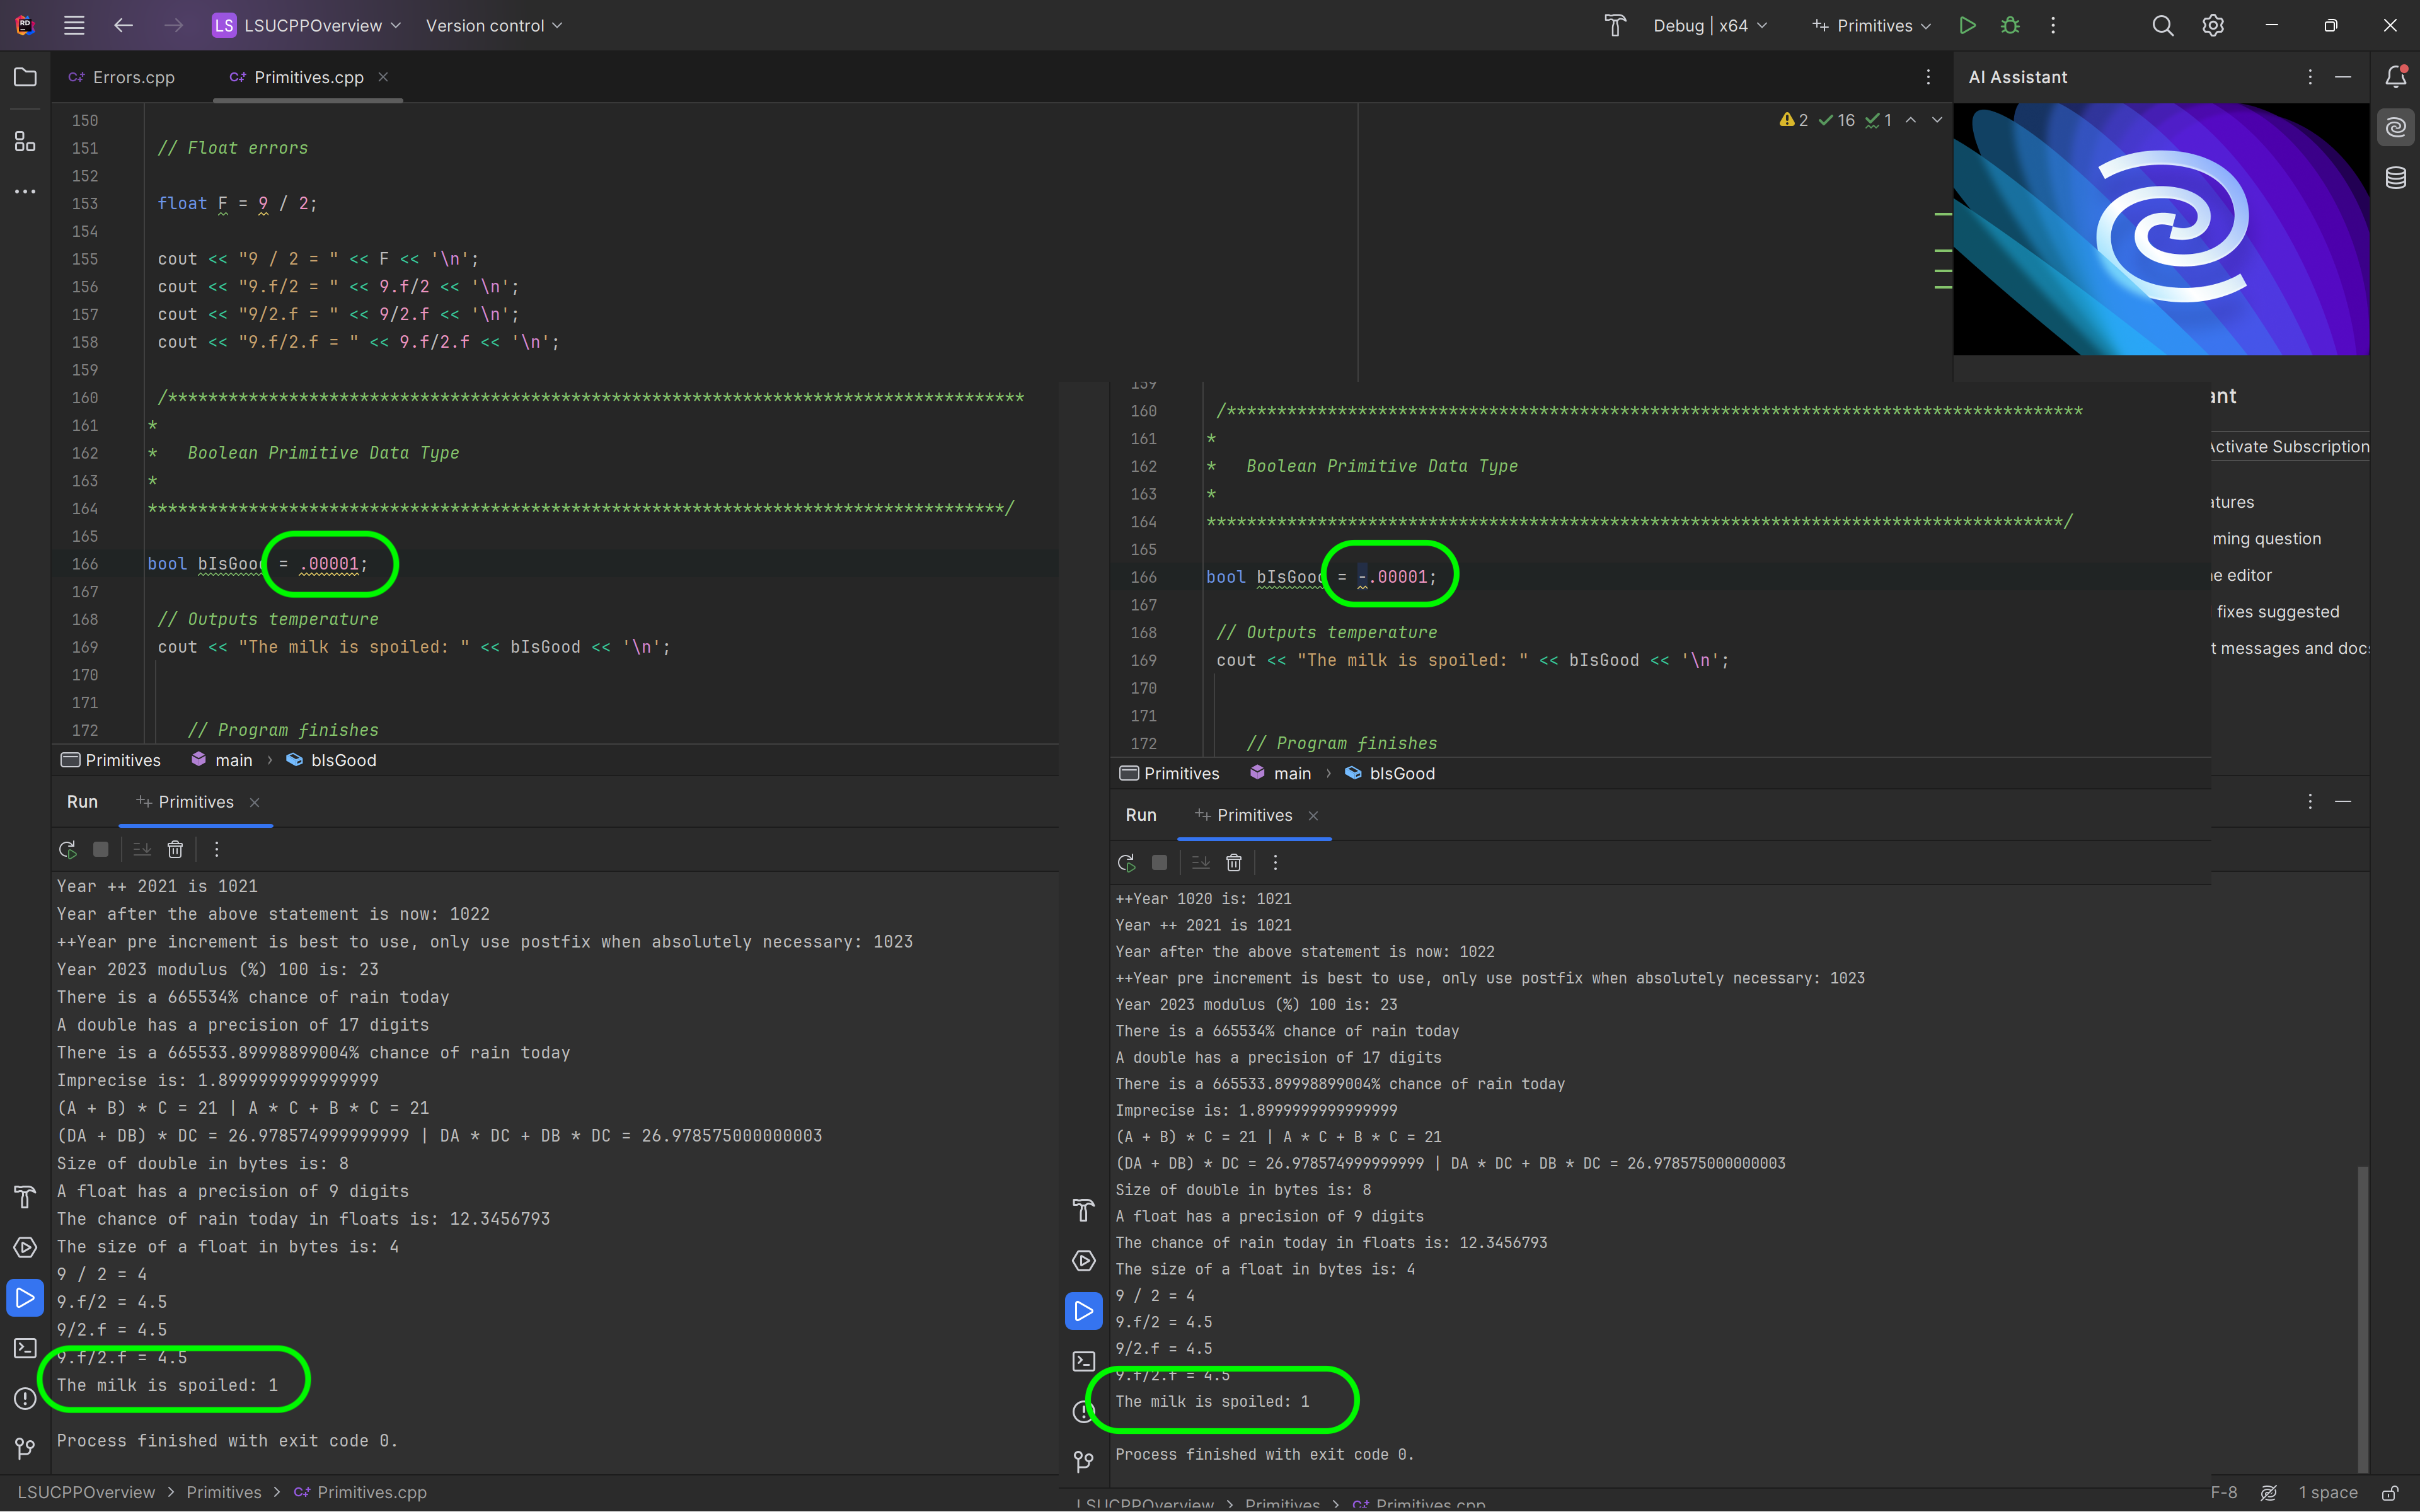 LS LSUCPPOverview Version control Debug | x64 Primitives
Errors.cpp Primitives.cpp AI Assistant
2 16 1
150
151 // Float errors
152
153 float F = 9 / 2;
154
155 cout << "9 / 2 = " << F << '\n';
156 cout << "9.f/2 = " << 9.f/2 << '\n';
157 cout << "9/2.f = " << 9/2.f << '\n';
158 cout << "9.f/2.f = " << 9.f/2.f << '\n';
159
160 /*************************************************************************************
161 *
162 * Boolean Primitive Data Type
163 *
164 *************************************************************************************/
165
166 bool bIsGood = .00001;
167
168 // Outputs temperature
169 cout << "The milk is spoiled: " << bIsGood << '\n';
170
171
172 // Program finishes
Primitives main › bIsGood
Run Primitives
Year ++ 2021 is 1021
Year after the above statement is now: 1022
++Year pre increment is best to use, only use postfix when absolutely necessary: 1023
Year 2023 modulus (%) 100 is: 23
There is a 665534% chance of rain today
A double has a precision of 17 digits
There is a 665533.89998899004% chance of rain today
Imprecise is: 1.8999999999999999
(A + B) * C = 21 | A * C + B * C = 21
(DA + DB) * DC = 26.978574999999999 | DA * DC + DB * DC = 26.978575000000003
Size of double in bytes is: 8
A float has a precision of 9 digits
The chance of rain today in floats is: 12.3456793
The size of a float in bytes is: 4
9 / 2 = 4
9.f/2 = 4.5
9/2.f = 4.5
9.f/2.f = 4.5
The milk is spoiled: 1
Process finished with exit code 0.
LSUCPPOverview > Primitives > Primitives.cpp
159
160 /*************************************************************************************
161 *
162 * Boolean Primitive Data Type
163 *
164 *************************************************************************************/
165
166 bool bIsGood = -.00001;
167
168 // Outputs temperature
169 cout << "The milk is spoiled: " << bIsGood << '\n';
170
171
172 // Program finishes
Primitives main › bIsGood
Run Primitives
++Year 1020 is: 1021
Year ++ 2021 is 1021
Year after the above statement is now: 1022
++Year pre increment is best to use, only use postfix when absolutely necessary: 1023
Year 2023 modulus (%) 100 is: 23
There is a 665534% chance of rain today
A double has a precision of 17 digits
There is a 665533.89998899004% chance of rain today
Imprecise is: 1.8999999999999999
(A + B) * C = 21 | A * C + B * C = 21
(DA + DB) * DC = 26.978574999999999 | DA * DC + DB * DC = 26.978575000000003
Size of double in bytes is: 8
A float has a precision of 9 digits
The chance of rain today in floats is: 12.3456793
The size of a float in bytes is: 4
9 / 2 = 4
9.f/2 = 4.5
9/2.f = 4.5
9.f/2.f = 4.5
The milk is spoiled: 1
Process finished with exit code 0.
LSUCPPOverview > Primitives > Primitives.cpp
ant
Activate Subscription
atures
ming question
e editor
fixes suggested
t messages and docs
F-8 1 space